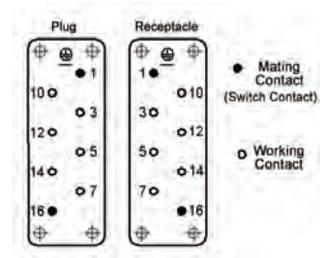 Plug
Receptacle
1
10
3
12
5
14
7
16
1
10
3
12
5
14
7
16
Mating
Contact
(Switch Contact)
Working
Contact